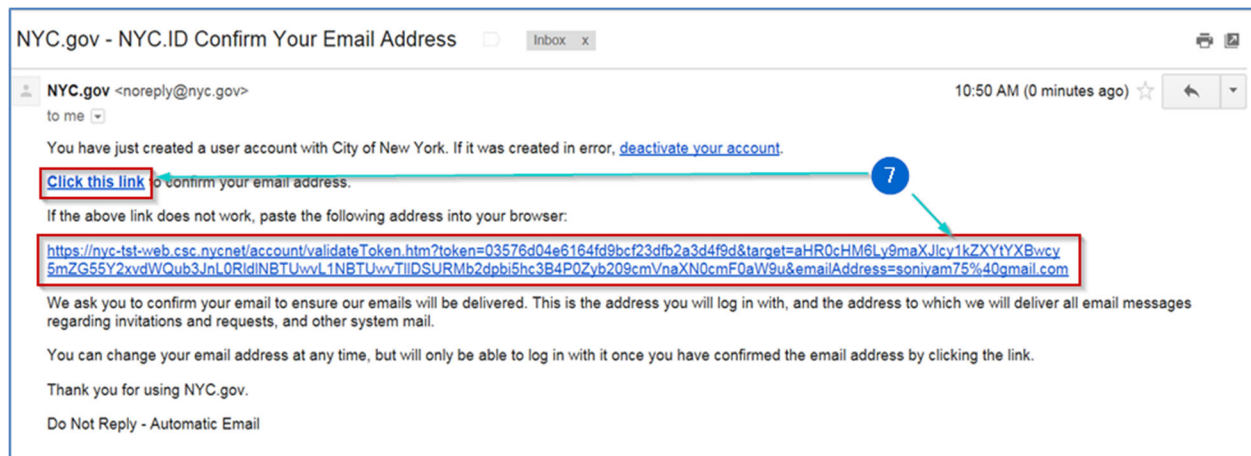 NYC.gov - NYC.ID Confirm Your Email Address Inbox x
NYC.gov <noreply@nyc.gov> 10:50 AM (0 minutes ago)
to me
You have just created a user account with City of New York. If it was created in error, deactivate your account.
Click this link to confirm your email address.
7
If the above link does not work, paste the following address into your browser:
https://nyc-tst-web.csc.nycnet/account/validateToken.htm?token=03576d04e6164fd9bcf23dfb2a3d4f9d&target=aHR0cHM6Ly9maXJlcy1kZXYtYXBwcy
5mZG55Y2xvdWQub3JnL0RldlNBTUwvL1NBTUwvTllDSURMb2dpbi5hc3B4P0Zyb209cmVnaXN0cmF0aW9u&emailAddress=soniyam75%40gmail.com
We ask you to confirm your email to ensure our emails will be delivered. This is the address you will log in with, and the address to which we will deliver all email messages
regarding invitations and requests, and other system mail.
You can change your email address at any time, but will only be able to log in with it once you have confirmed the email address by clicking the link.
Thank you for using NYC.gov.
Do Not Reply - Automatic Email